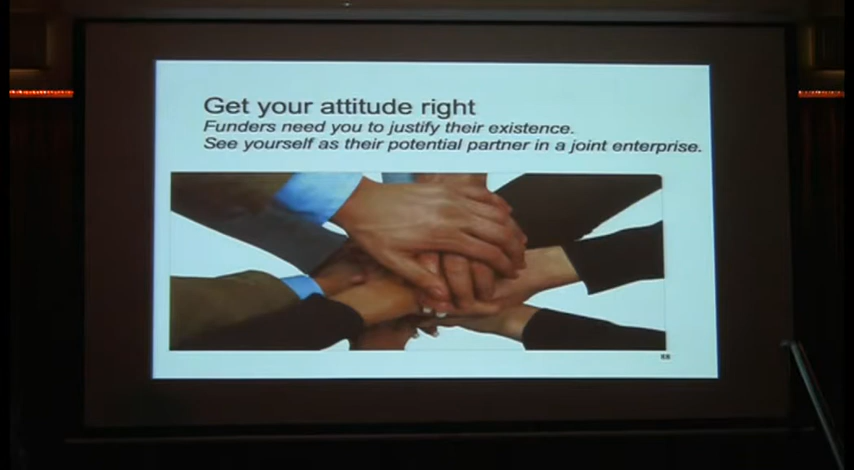 Get your attitude right
Funders need you to justify their existence.
See yourself as their potential partner in a joint enterprise.